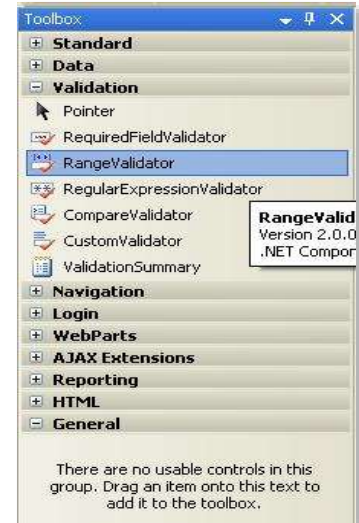 Toolbox
Standard
Data
Validation
Pointer
RequiredFieldValidator
RangeValidator
RegularExpressionValidator
CompareValidator
RangeValid
Version 2.0.0
.NET Compor
CustomValidator
ValidationSummary
Navigation
Login
WebParts
AJAX Extensions
Reporting
HTML
General
There are no usable controls in this
group. Drag an item onto this text to
add it to the toolbox.